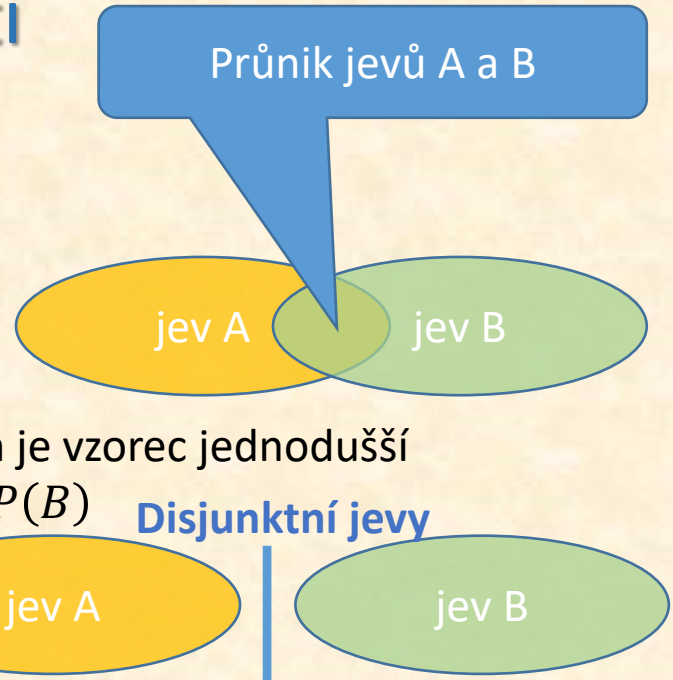 Průnik jevů A a B
jev A
jev B
je vzorec jednodušší
P(B)
Disjunktní jevy
jev A
jev B